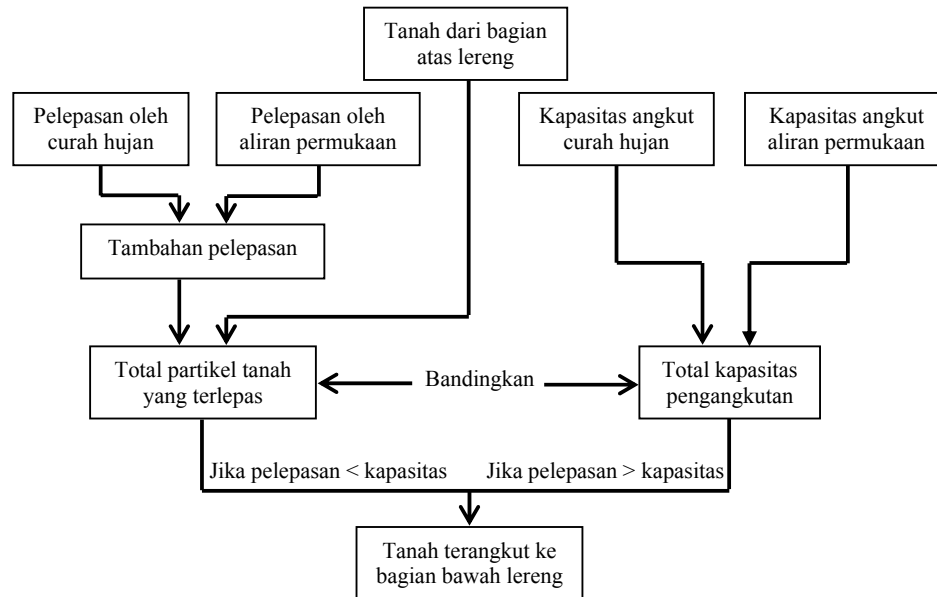 Tanah dari bagian
atas lereng
Pelepasan oleh
curah hujan
Pelepasan oleh
aliran permukaan
Kapasitas angkut
curah hujan
Kapasitas angkut
aliran permukaan
Tambahan pelepasan
Total partikel tanah
yang terlepas
Bandingkan
Total kapasitas
pengangkutan
Jika pelepasan < kapasitas
Jika pelepasan > kapasitas
Tanah terangkut ke
bagian bawah lereng